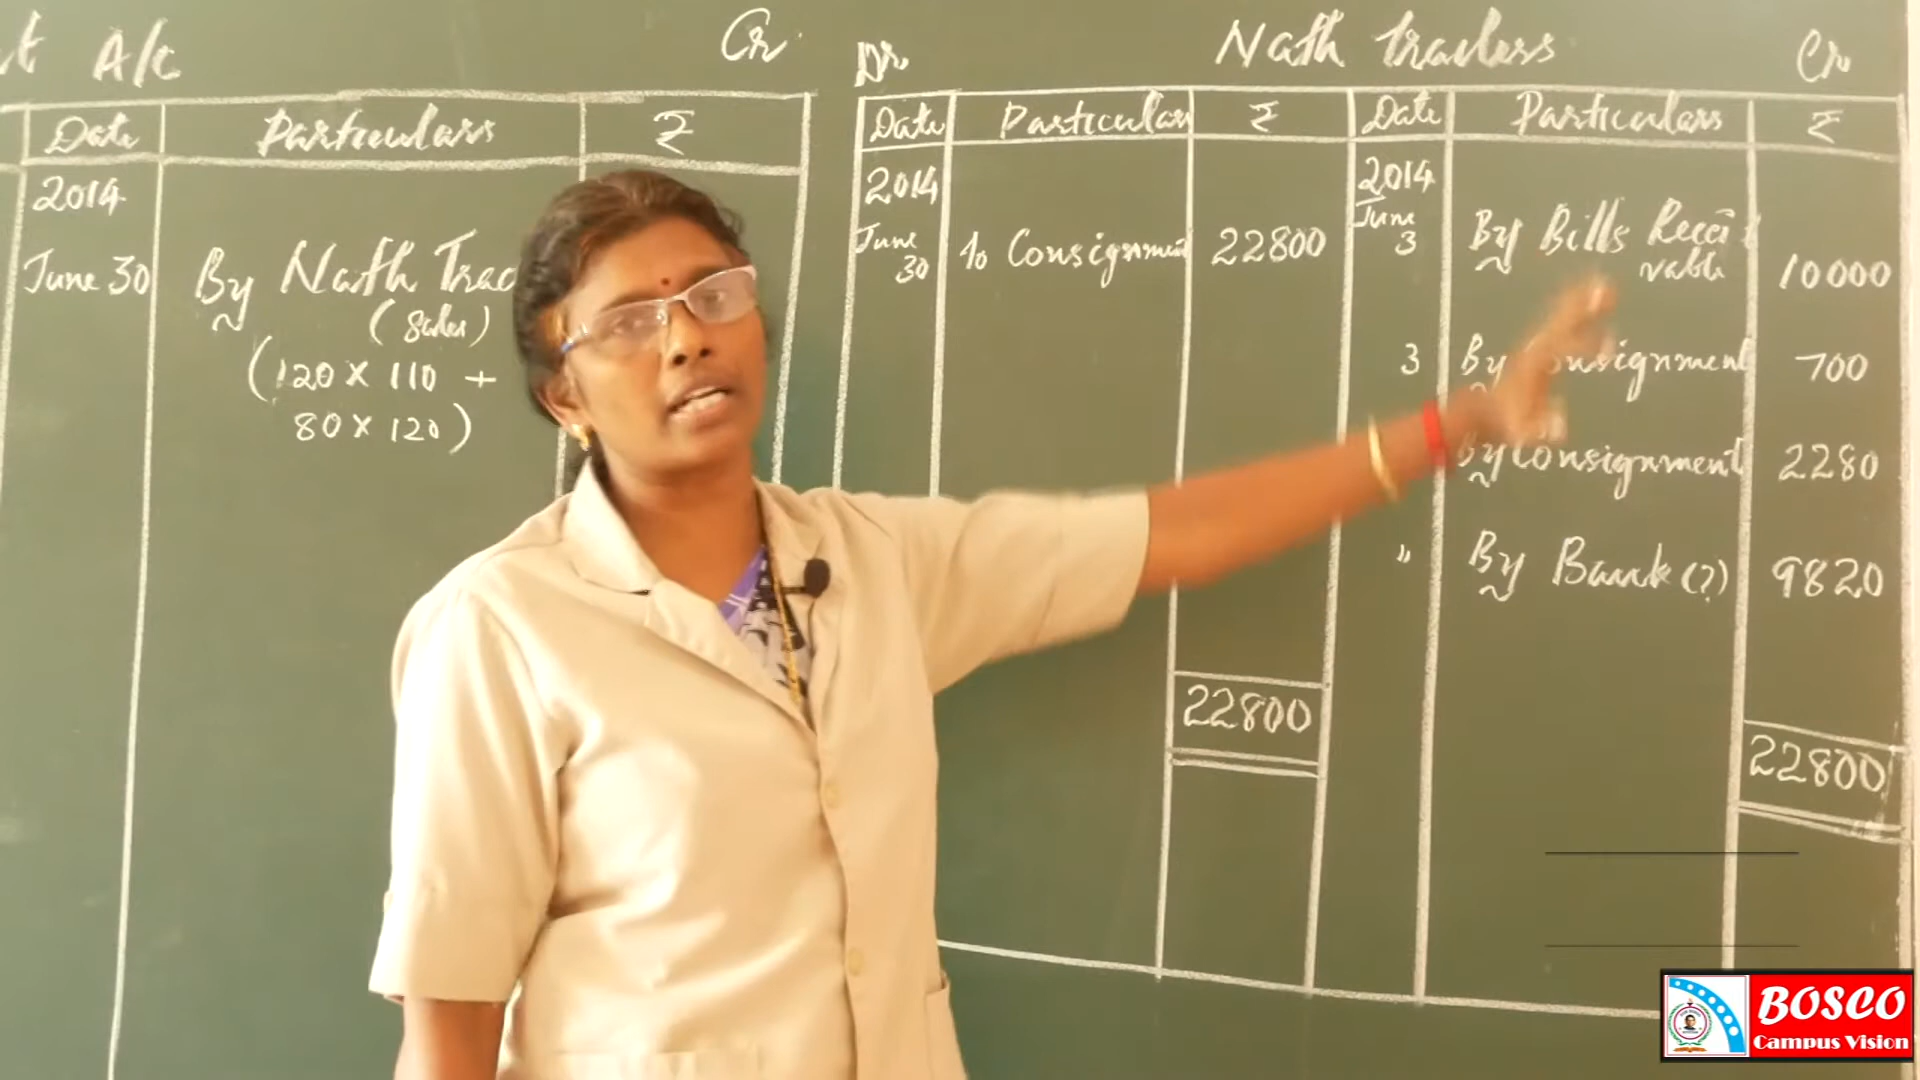 A/c Cr
Date Particulars ₹
2014
June 30 By Nath Trad
(Sales)
(120 x 110 +
80 x 120)
Dr Nath Traders Cr
Date Particulars ₹ Date Particulars ₹
2014 2014
June 30 To Consignment 22800 June 3 By Bills Recei
vable 10000
3 By Consignment 700
By Consignment 2280
" By Bank (?) 9820
22800
22800
BOSCO
Campus Vision